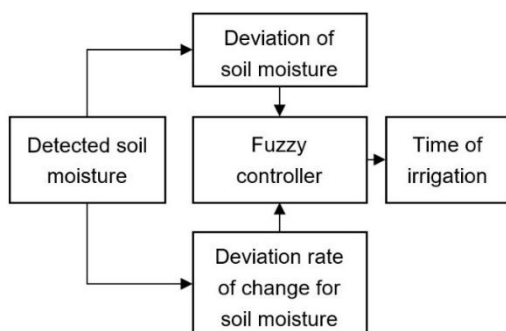 Deviation of
soil moisture
Detected soil
moisture
Fuzzy
controller
Time of
irrigation
Deviation rate
of change for
soil moisture